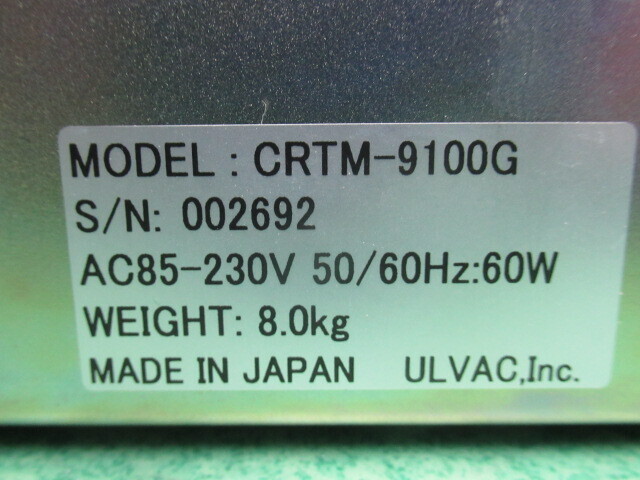 MODEL : CRTM-9100G
S/N: 002692
AC85-230V 50/60Hz:60W
WEIGHT: 8.0kg
MADE IN JAPAN ULVAC,Inc.